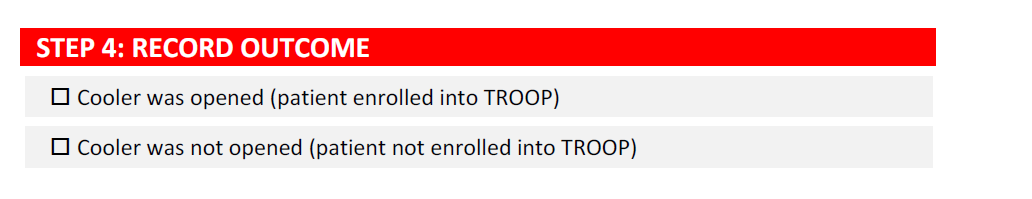 STEP 4: RECORD OUTCOME
☐ Cooler was opened (patient enrolled into TROOP)
☐ Cooler was not opened (patient not enrolled into TROOP)